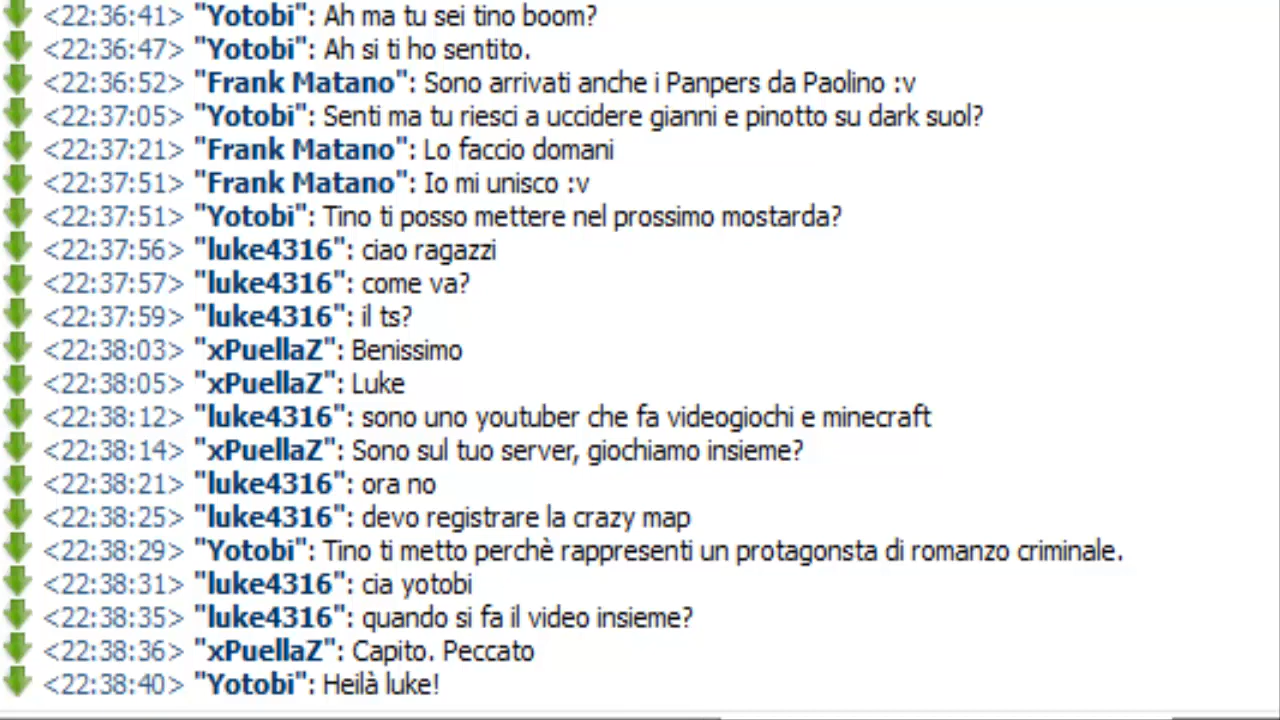 <22:36:41> "Yotobi": Ah ma tu sei tino boom?
<22:36:47> "Yotobi": Ah si ti ho sentito.
<22:36:52> "Frank Matano": Sono arrivati anche i Panpers da Paolino :v
<22:37:05> "Yotobi": Senti ma tu riesci a uccidere gianni e pinotto su dark suol?
<22:37:21> "Frank Matano": Lo faccio domani
<22:37:51> "Frank Matano": Io mi unisco :v
<22:37:51> "Yotobi": Tino ti posso mettere nel prossimo mostarda?
<22:37:56> "luke4316": ciao ragazzi
<22:37:57> "luke4316": come va?
<22:37:59> "luke4316": il ts?
<22:38:03> "xPuellaZ": Benissimo
<22:38:05> "xPuellaZ": Luke
<22:38:12> "luke4316": sono uno youtuber che fa videogiochi e minecraft
<22:38:14> "xPuellaZ": Sono sul tuo server, giochiamo insieme?
<22:38:21> "luke4316": ora no
<22:38:25> "luke4316": devo registrare la crazy map
<22:38:29> "Yotobi": Tino ti metto perchè rappresenti un protagonsta di romanzo criminale.
<22:38:31> "luke4316": cia yotobi
<22:38:35> "luke4316": quando si fa il video insieme?
<22:38:36> "xPuellaZ": Capito. Peccato
<22:38:40> "Yotobi": Heilà luke!